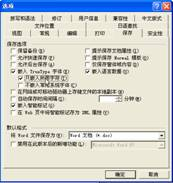 选项
拼写和语法 修订 用户信息 兼容性 中文版式
视图 常规 编辑 打印 保存 安全性
保存选项
保留备份 提示保存文档属性
允许快速保存 提示保存 Normal 模板
允许后台保存 仅保存窗体域内容
嵌入 TrueType 字体 嵌入语言数据
只嵌入所用字符
不嵌入常用系统字体
在网络或可移动驱动器上存储文件的本地副本
自动保存时间间隔 分钟
嵌入智能标记
在 Web 页中将智能标记存为 XML 属性
默认格式
将 Word 文件保存为: Word 文档 (*.doc)
禁用在此版本后的新增功能 Microsoft Word 97
确定 取消